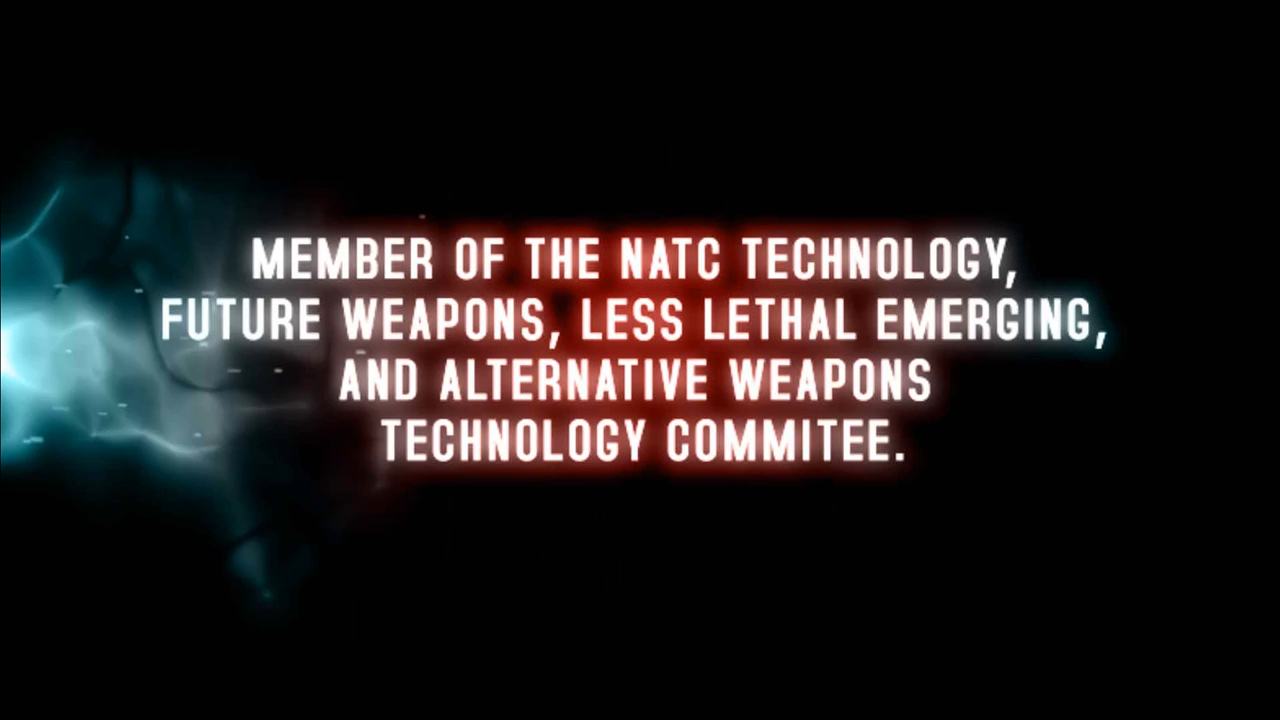 MEMBER OF THE NATC TECHNOLOGY,
FUTURE WEAPONS, LESS LETHAL EMERGING,
AND ALTERNATIVE WEAPONS
TECHNOLOGY COMMITEE.